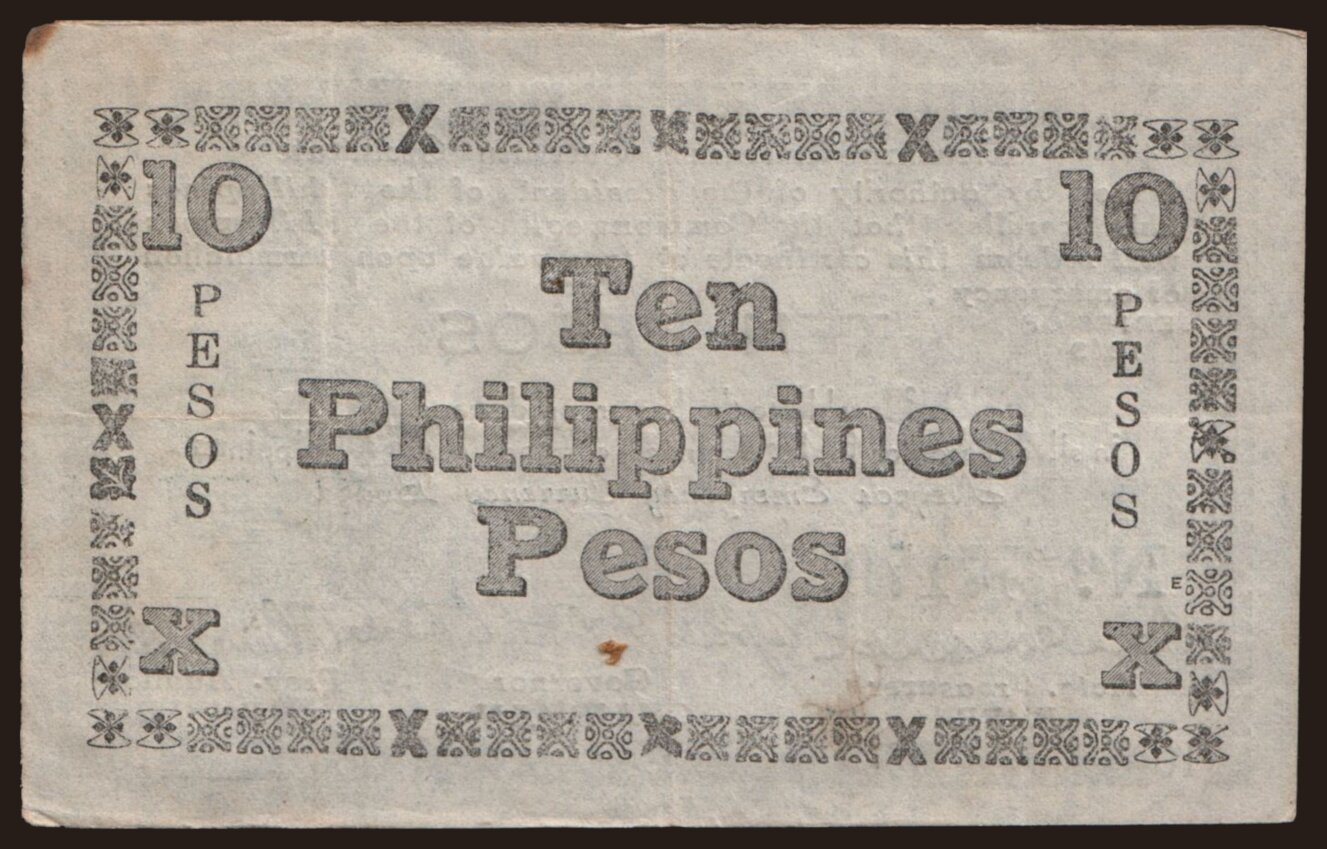 10 10
PESOS PESOS
Ten
Philippines
Pesos
E
X X